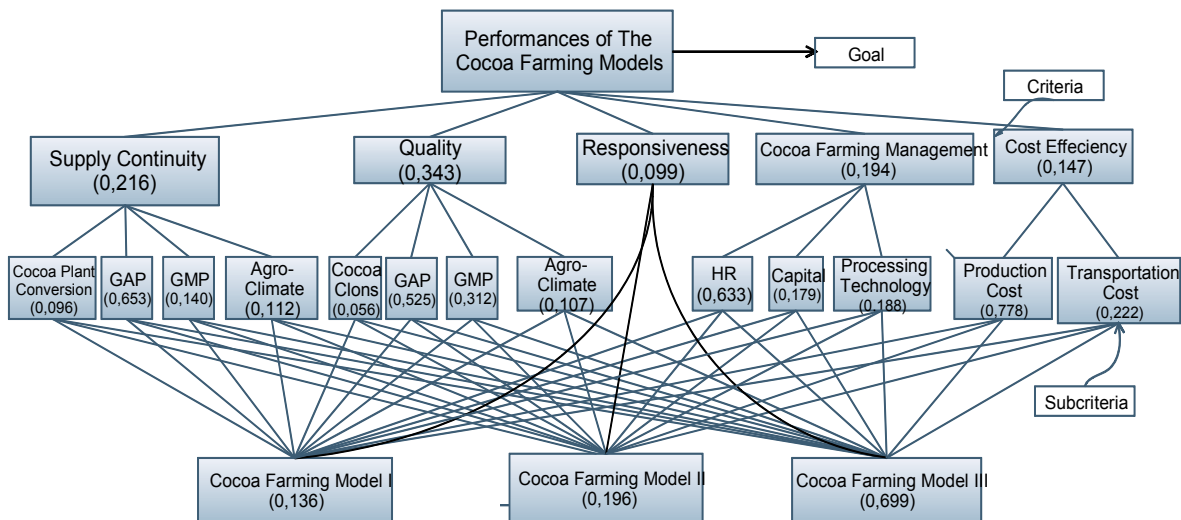 Performances of The
Cocoa Farming Models
Goal
Criteria
Supply Continuity
(0,216)
Quality
(0,343)
Responsiveness
(0,099)
Cocoa Farming Management
(0,194)
Cost Effeciency
(0,147)
Cocoa Plant
Conversion
(0,096)
GAP
(0,653)
GMP
(0,140)
Agro-
Climate
(0,112)
Cocoa
Clons
(0,056)
GAP
(0,525)
GMP
(0,312)
Agro-
Climate
(0,107)
HR
(0,633)
Capital
(0,179)
Processing
Technology
(0,188)
Production
Cost
(0,778)
Transportation
Cost
(0,222)
Subcriteria
Cocoa Farming Model I
(0,136)
Cocoa Farming Model II
(0,196)
Cocoa Farming Model III
(0,699)